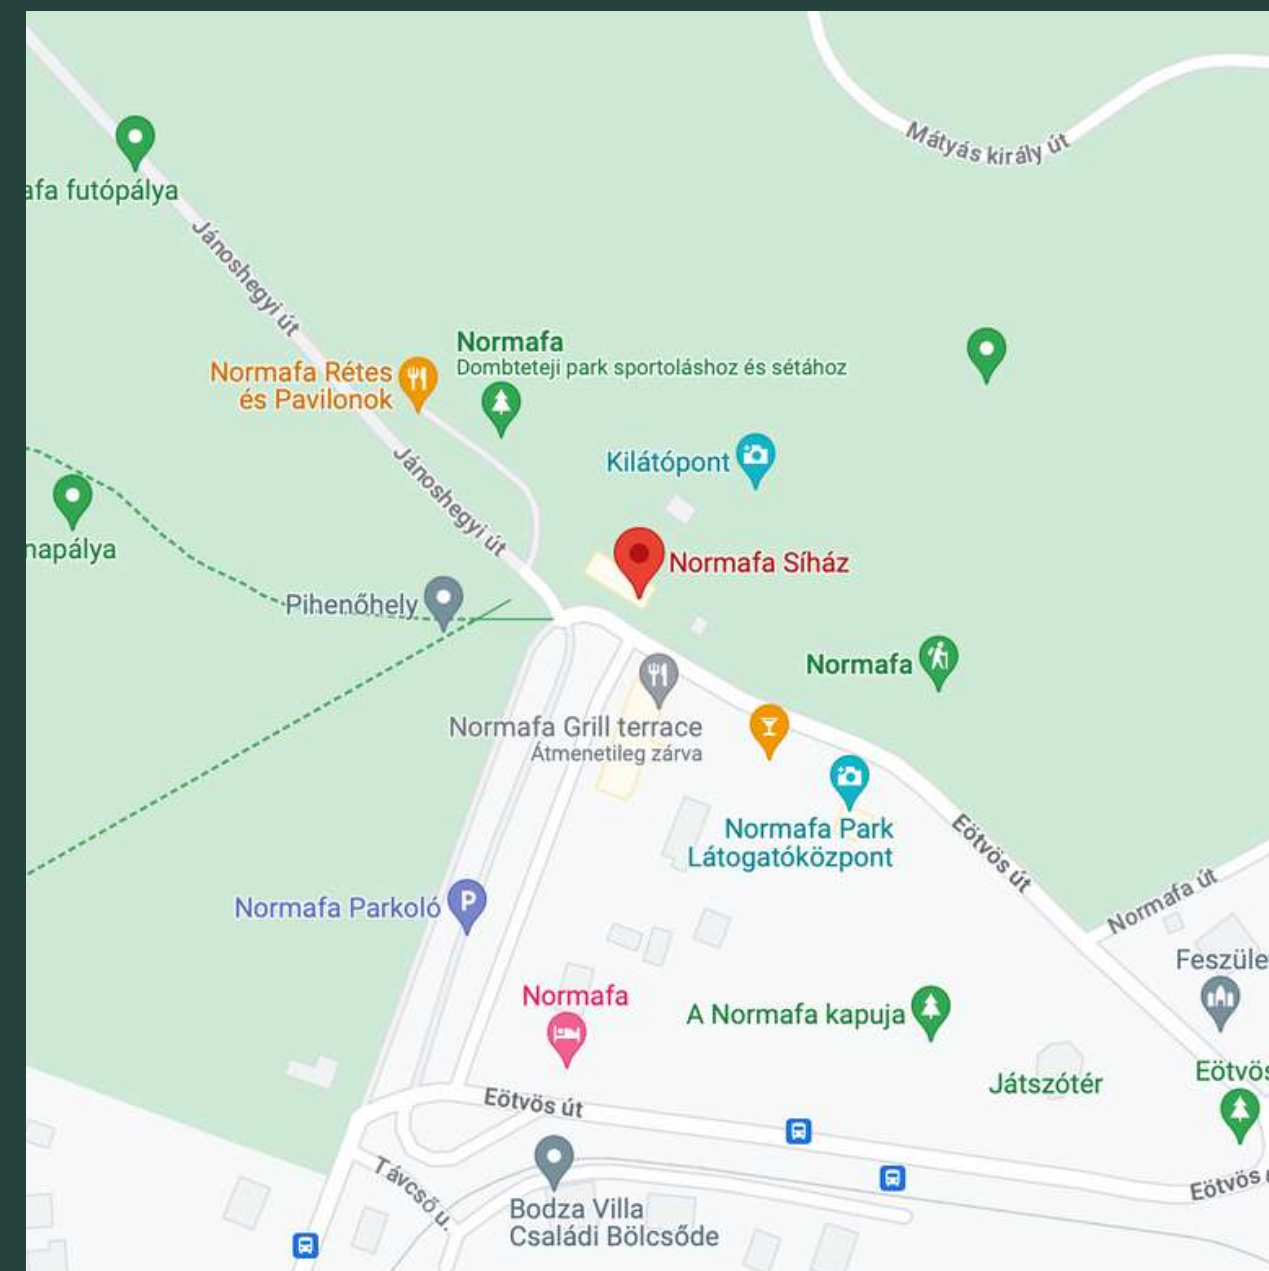 Mátyás király út
afa futópálya
Jánoshegyi út
Normafa
Dombteteji park sportoláshoz és sétához
Normafa Rétes
és Pavilonok
Kilátópont
Jánoshegyi út
napálya
Normafa Síház
Pihenőhely
Normafa
Normafa Grill terrace
Átmenetileg zárva
Normafa Park
Látogatóközpont
Eötvös út
Normafa út
Normafa Parkoló
P
Feszüle
Normafa
A Normafa kapuja
Játszótér
Eötvös
Eötvös út
Távcső u.
Eötvös
Bodza Villa
Családi Bölcsőde